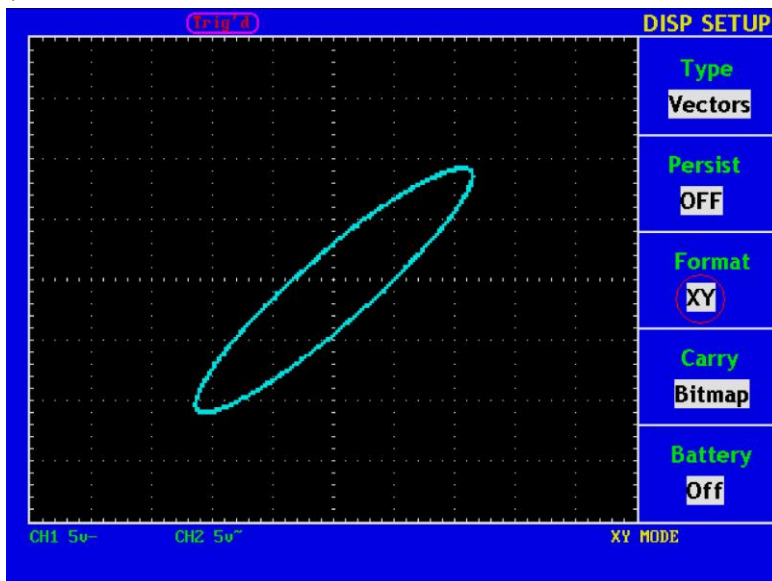 Trig'd
DISP SETUP
Type
Vectors
Persist
OFF
Format
XY
Carry
Bitmap
Battery
Off
CH1 5v-
CH2 5v~
XY MODE